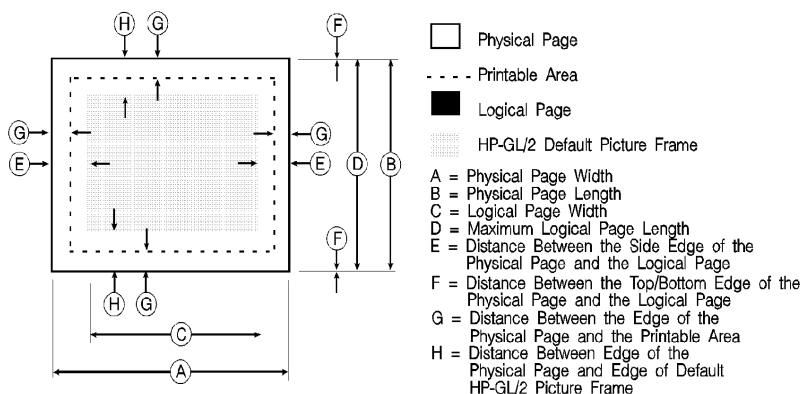 H
G
F
Physical Page
Printable Area
Logical Page
HP-GL/2 Default Picture Frame
G
G
E
E
D
B
F
H
G
C
A
A = Physical Page Width
B = Physical Page Length
C = Logical Page Width
D = Maximum Logical Page Length
E = Distance Between the Side Edge of the
Physical Page and the Logical Page
F = Distance Between the Top/Bottom Edge of the
Physical Page and the Logical Page
G = Distance Between the Edge of the
Physical Page and the Printable Area
H = Distance Between Edge of the
Physical Page and Edge of Default
HP-GL/2 Picture Frame